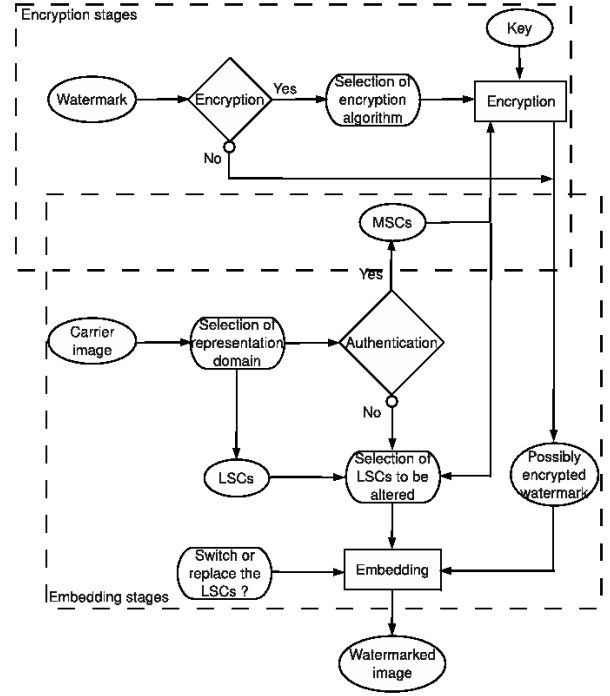 Encryption stages
Key
Watermark
Encryption
Yes
Selection of
encryption
algorithm
Encryption
No
MSCs
Yes
Carrier
image
Selection of
representation
domain
Authentication
No
LSCs
Selection of
LSCs to be
altered
Possibly
encrypted
watermark
Switch or
replace the
LSCs ?
Embedding
Embedding stages
Watermarked
image